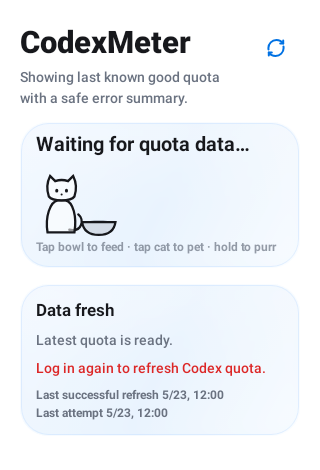 CodexMeter
Showing last known good quota
with a safe error summary.
Waiting for quota data…
Tap bowl to feed · tap cat to pet · hold to purr
Data fresh
Latest quota is ready.
Log in again to refresh Codex quota.
Last successful refresh 5/23, 12:00
Last attempt 5/23, 12:00